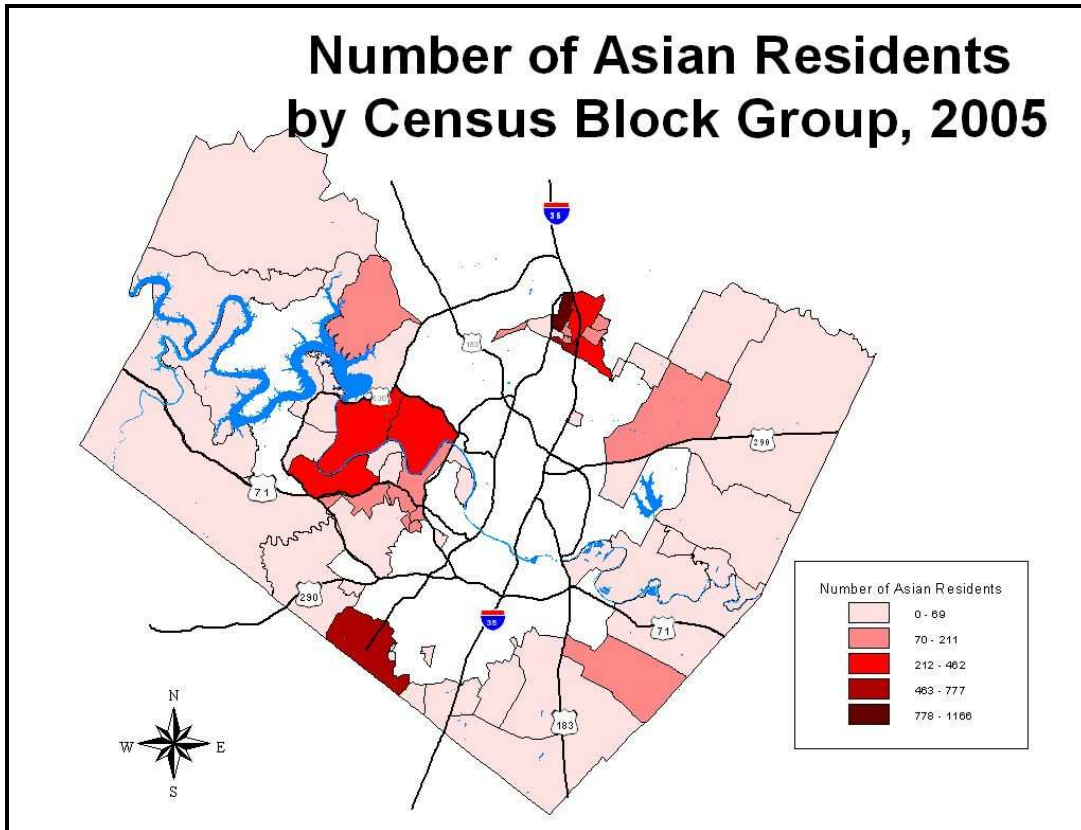 Number of Asian Residents
by Census Block Group, 2005
35
183
620
290
71
290
35
71
183
Number of Asian Residents
0 - 69
70 - 211
212 - 462
463 - 777
778 - 1166
N
W E
S